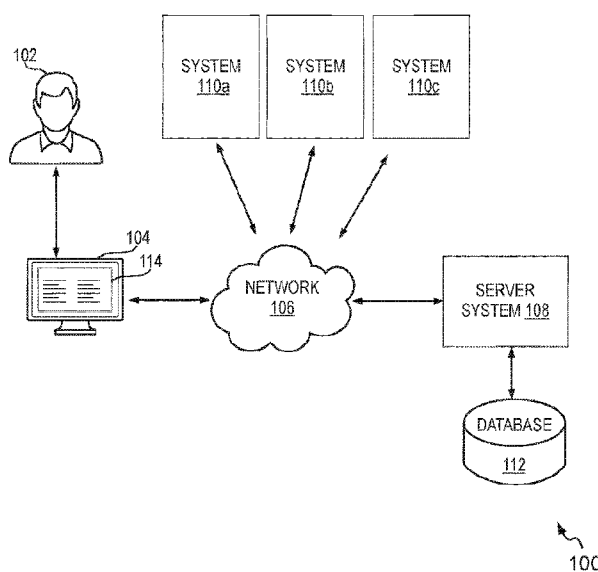 102
SYSTEM
110a
SYSTEM
110b
SYSTEM
110c
104
114
NETWORK
106
SERVER
SYSTEM 108
DATABASE
112
100